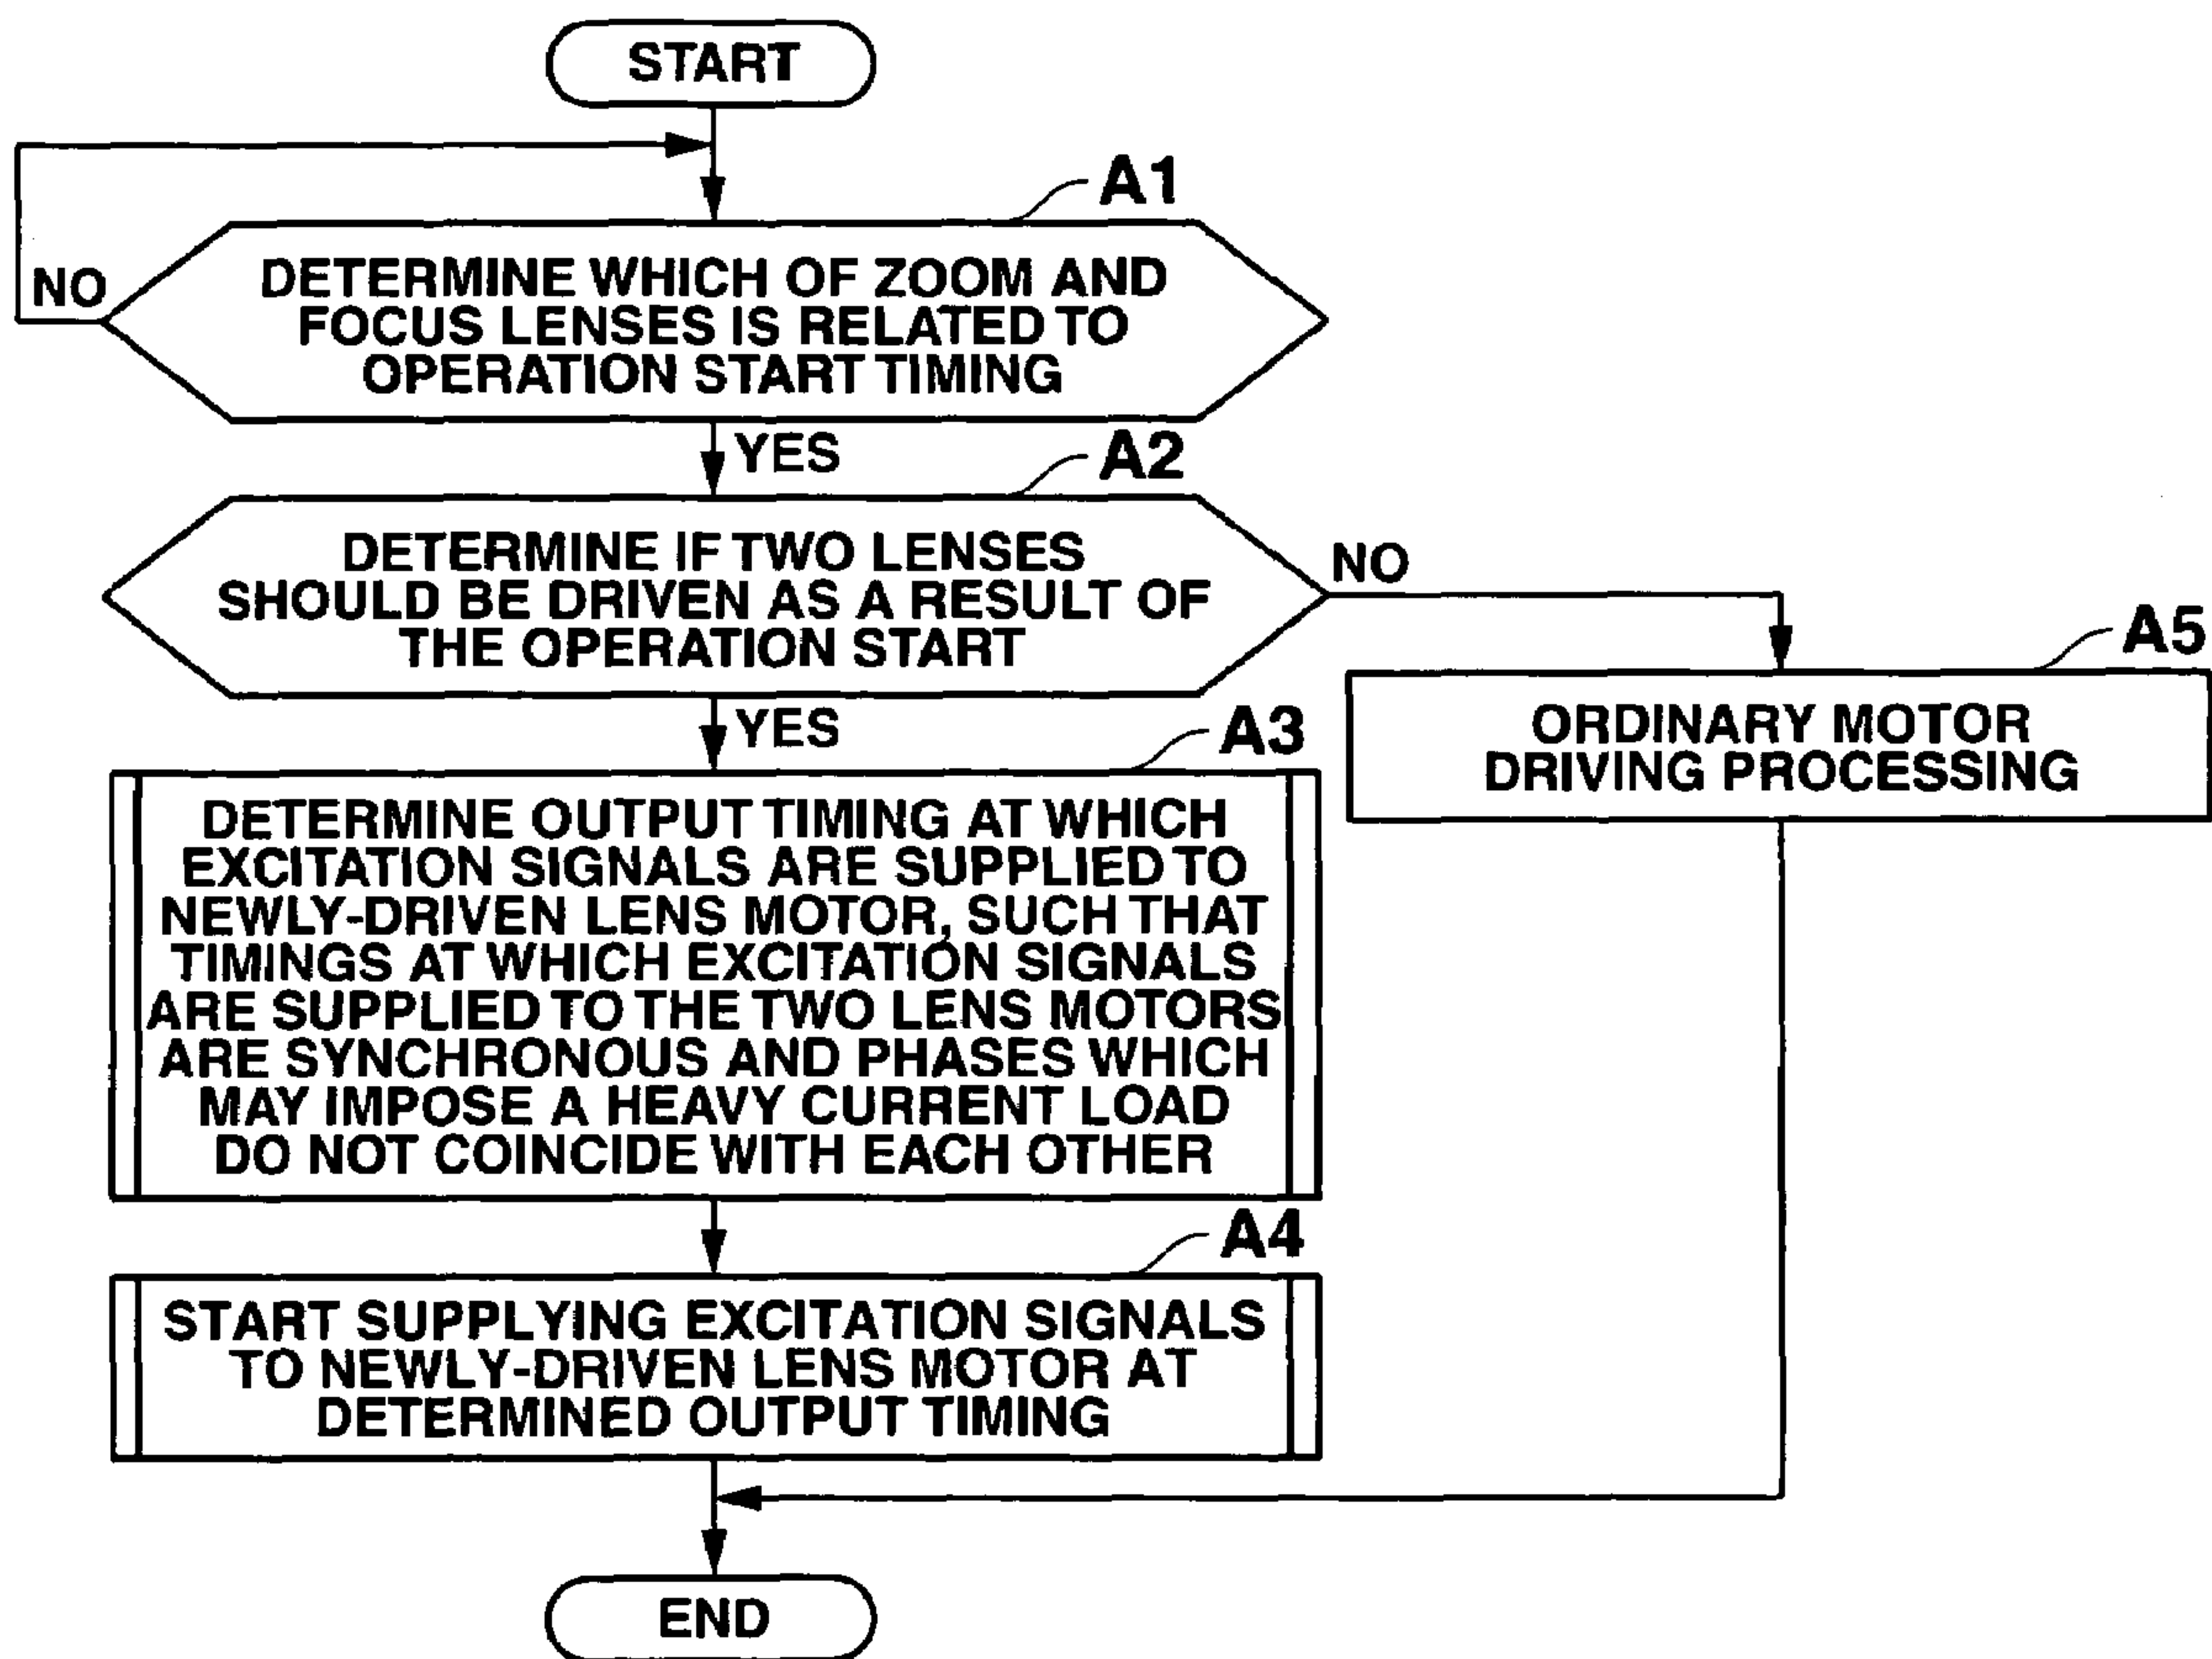 START
A1
NO
DETERMINE WHICH OF ZOOM AND
FOCUS LENSES IS RELATED TO
OPERATION START TIMING
YES
A2
DETERMINE IF TWO LENSES
SHOULD BE DRIVEN AS A RESULT OF
THE OPERATION START
NO
A5
ORDINARY MOTOR
DRIVING PROCESSING
YES
A3
DETERMINE OUTPUT TIMING AT WHICH
EXCITATION SIGNALS ARE SUPPLIED TO
NEWLY-DRIVEN LENS MOTOR, SUCH THAT
TIMINGS AT WHICH EXCITATION SIGNALS
ARE SUPPLIED TO THE TWO LENS MOTORS
ARE SYNCHRONOUS AND PHASES WHICH
MAY IMPOSE A HEAVY CURRENT LOAD
DO NOT COINCIDE WITH EACH OTHER
A4
START SUPPLYING EXCITATION SIGNALS
TO NEWLY-DRIVEN LENS MOTOR AT
DETERMINED OUTPUT TIMING
END